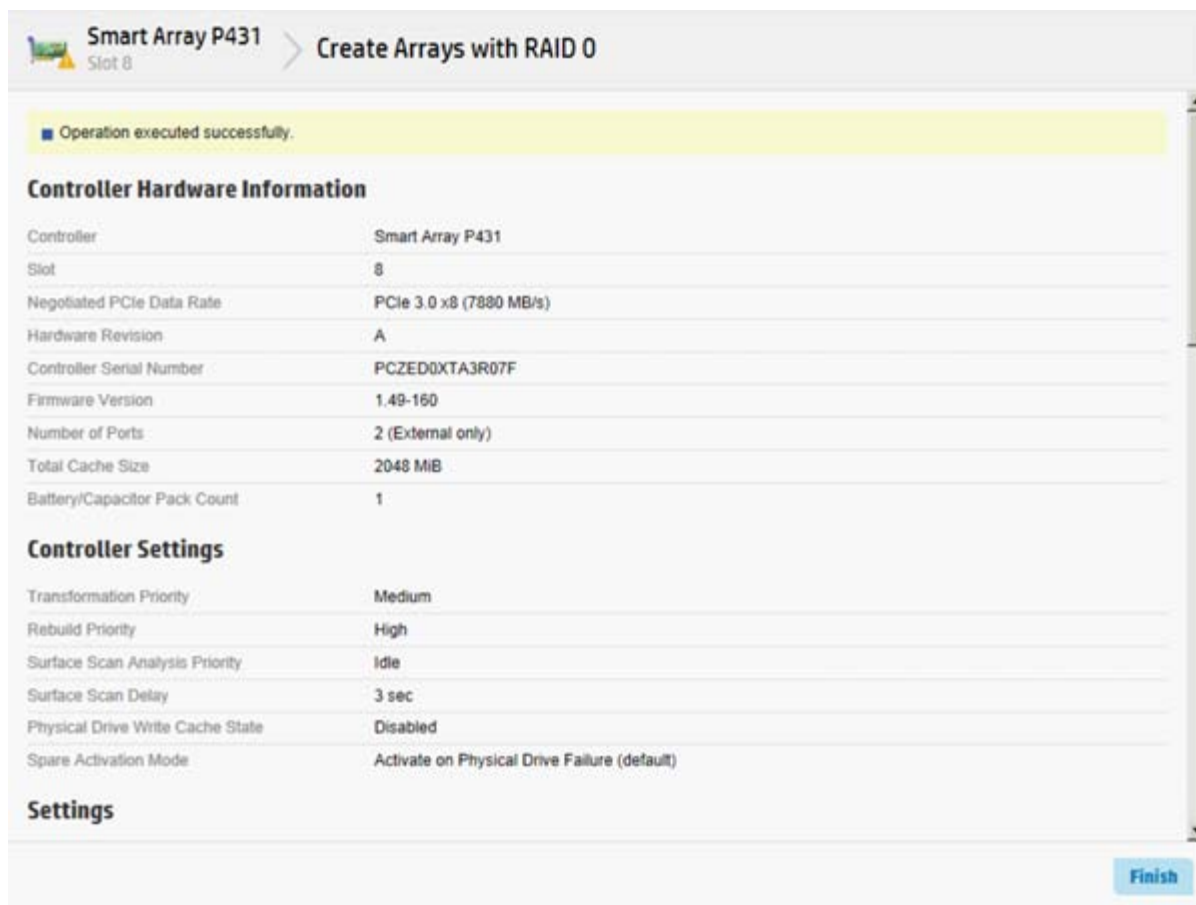 Smart Array P431
Slot 8
Create Arrays with RAID 0
Operation executed successfully.
Controller Hardware Information
Controller Smart Array P431
Slot 8
Negotiated PCIe Data Rate PCIe 3.0 x8 (7880 MB/s)
Hardware Revision A
Controller Serial Number PCZED0XTA3R07F
Firmware Version 1.49-160
Number of Ports 2 (External only)
Total Cache Size 2048 MiB
Battery/Capacitor Pack Count 1
Controller Settings
Transformation Priority Medium
Rebuild Priority High
Surface Scan Analysis Priority Idle
Surface Scan Delay 3 sec
Physical Drive Write Cache State Disabled
Spare Activation Mode Activate on Physical Drive Failure (default)
Settings
Finish